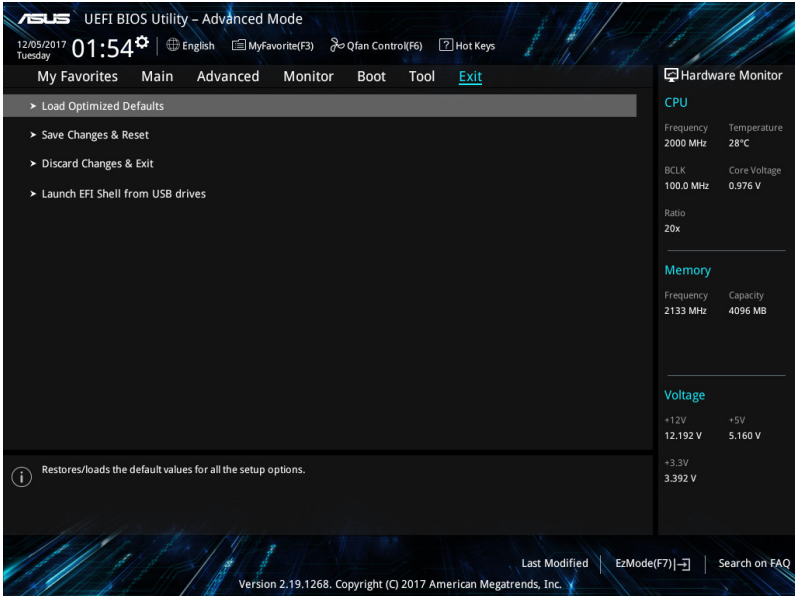 ASUS UEFI BIOS Utility – Advanced Mode
12/05/2017
Tuesday
01:54
English
MyFavorite(F3)
Qfan Control(F6)
? Hot Keys
My Favorites Main Advanced Monitor Boot Tool Exit
Load Optimized Defaults
Save Changes & Reset
Discard Changes & Exit
Launch EFI Shell from USB drives
Restores/loads the default values for all the setup options.
Hardware Monitor
CPU
Frequency Temperature
2000 MHz 28°C
BCLK Core Voltage
100.0 MHz 0.976 V
Ratio
20x
Memory
Frequency Capacity
2133 MHz 4096 MB
Voltage
+12V +5V
12.192 V 5.160 V
+3.3V
3.392 V
Last Modified EzMode(F7) Search on FAQ
Version 2.19.1268. Copyright (C) 2017 American Megatrends, Inc.